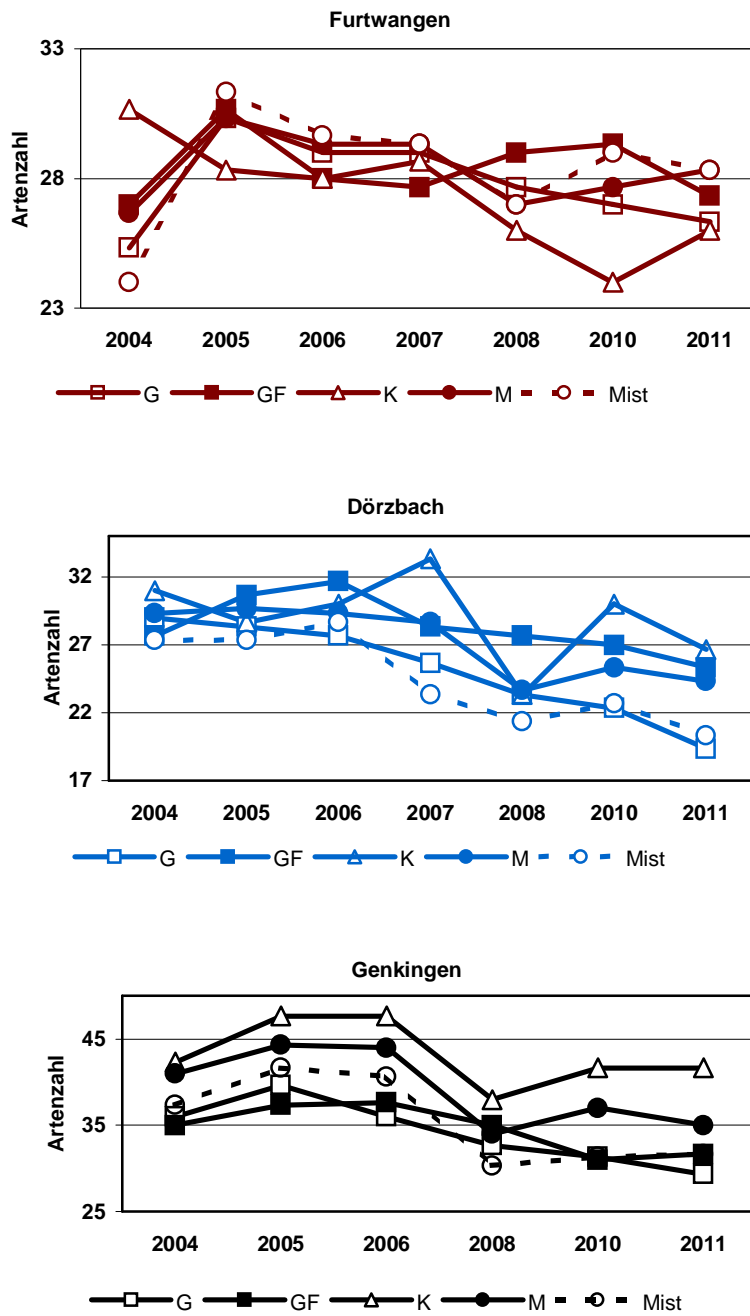 Furtwangen
33
28
23
Artenzahl
2004 2005 2006 2007 2008 2010 2011
G GF K M Mist
Dörzbach
32
27
22
17
Artenzahl
2004 2005 2006 2007 2008 2010 2011
G GF K M Mist
Genkingen
45
35
25
Artenzahl
2004 2005 2006 2008 2010 2011
G GF K M Mist